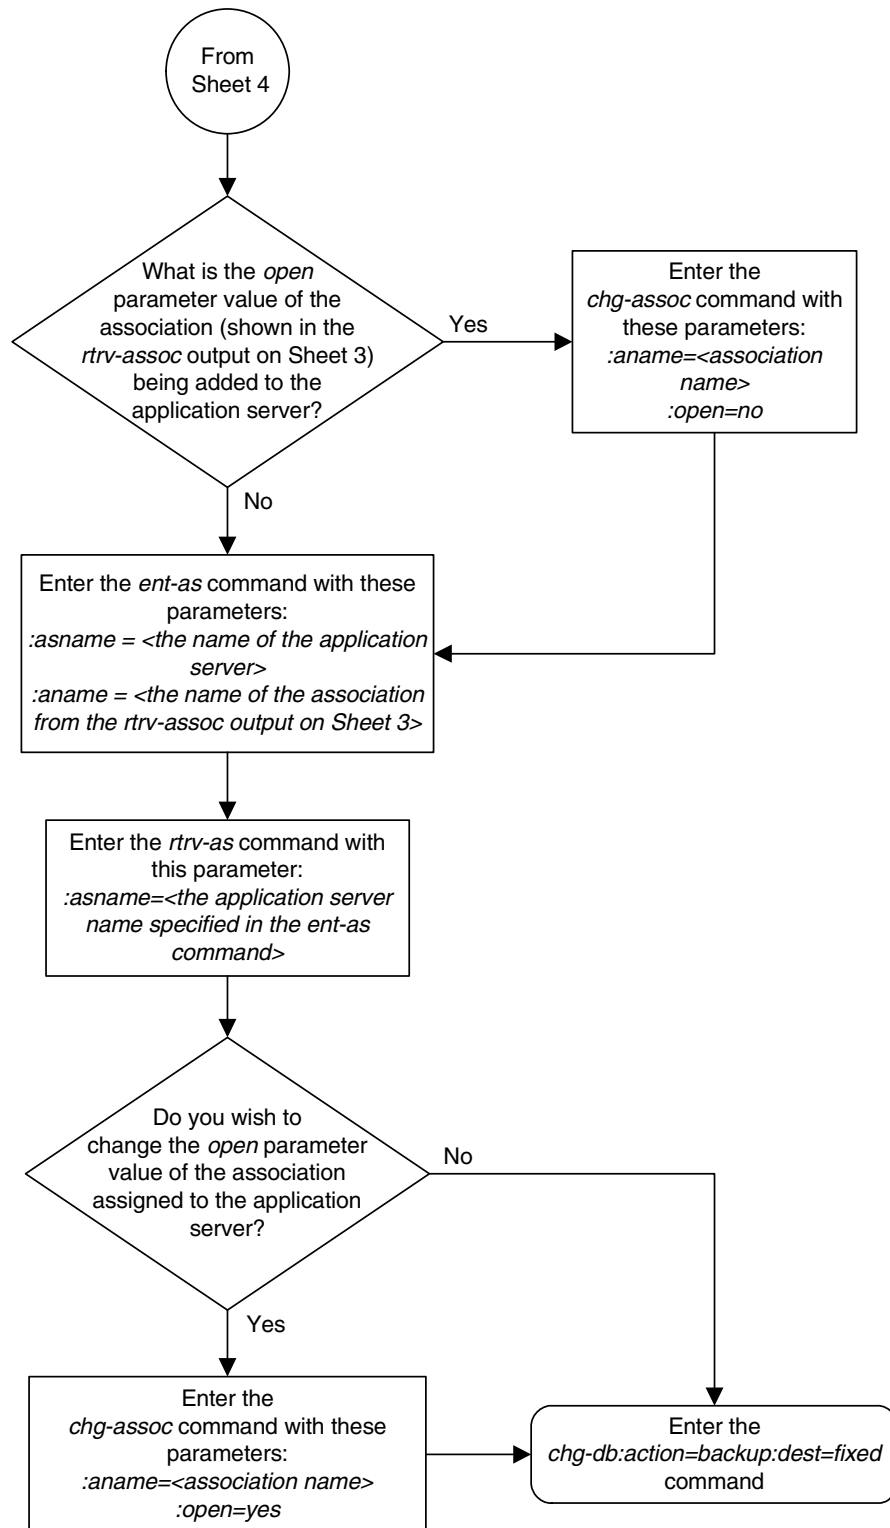 From
Sheet 4
What is the open
parameter value of the
association (shown in the
rtrv-assoc output on Sheet 3)
being added to the
application server?
Yes
Enter the
chg-assoc command with
these parameters:
:aname=<association
name>
:open=no
No
Enter the ent-as command with these
parameters:
:asname = <the name of the application
server>
:aname = <the name of the association
from the rtrv-assoc output on Sheet 3>
Enter the rtrv-as command with
this parameter:
:asname=<the application server
name specified in the ent-as
command>
Do you wish to
change the open parameter
value of the association
assigned to the application
server?
No
Yes
Enter the
chg-assoc command with these
parameters:
:aname=<association name>
:open=yes
Enter the
chg-db:action=backup:dest=fixed
command